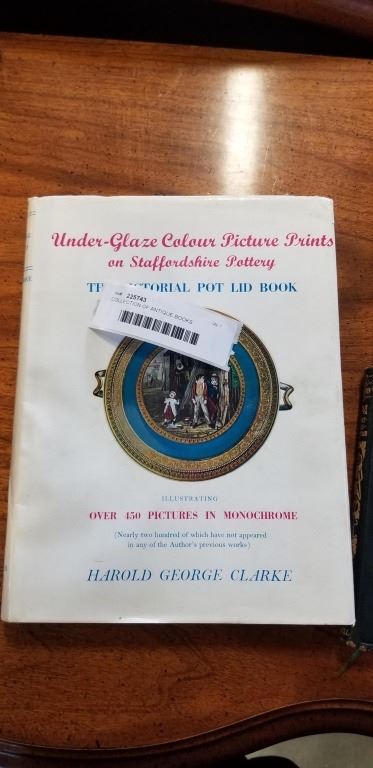 Under-Glaze Colour Picture Prints
on Staffordshire Pottery
THE PICTORIAL POT LID BOOK
225743
COLLECTION OF ANTIQUE BOOKS
ILLUSTRATING
OVER 450 PICTURES IN MONOCHROME
(Nearly two hundred of which have not appeared
in any of the Author's previous works)
HAROLD GEORGE CLARKE